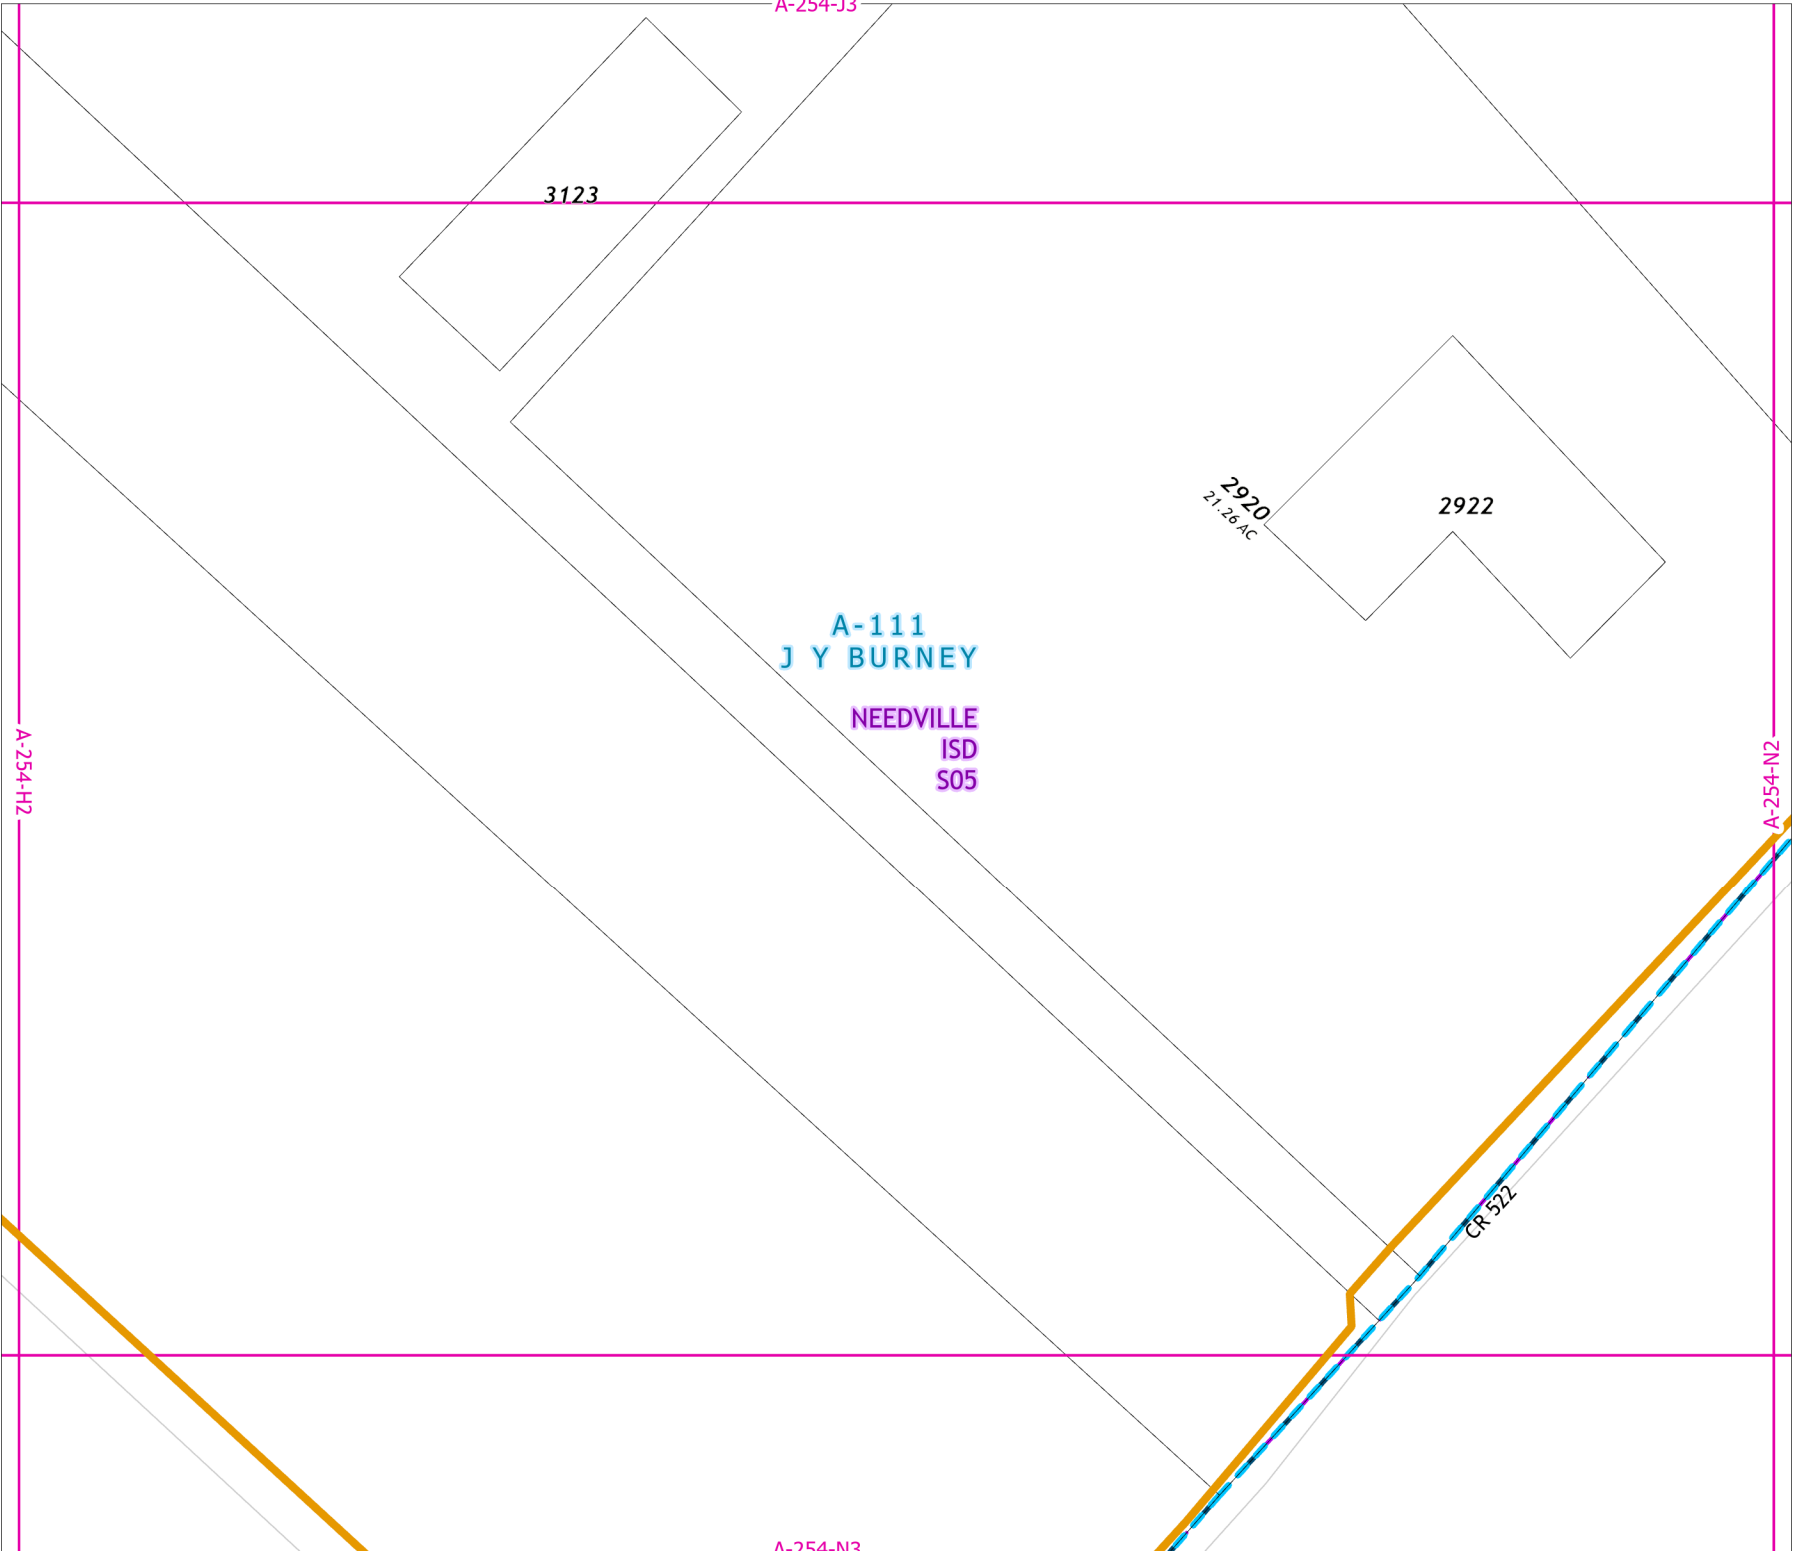 A-254-J3
3123
2920
21.26 AC
2922
A-111
J Y BURNEY
NEEDVILLE
ISD
S05
A-254-H2
A-254-N2
CR 522
A-254-N3